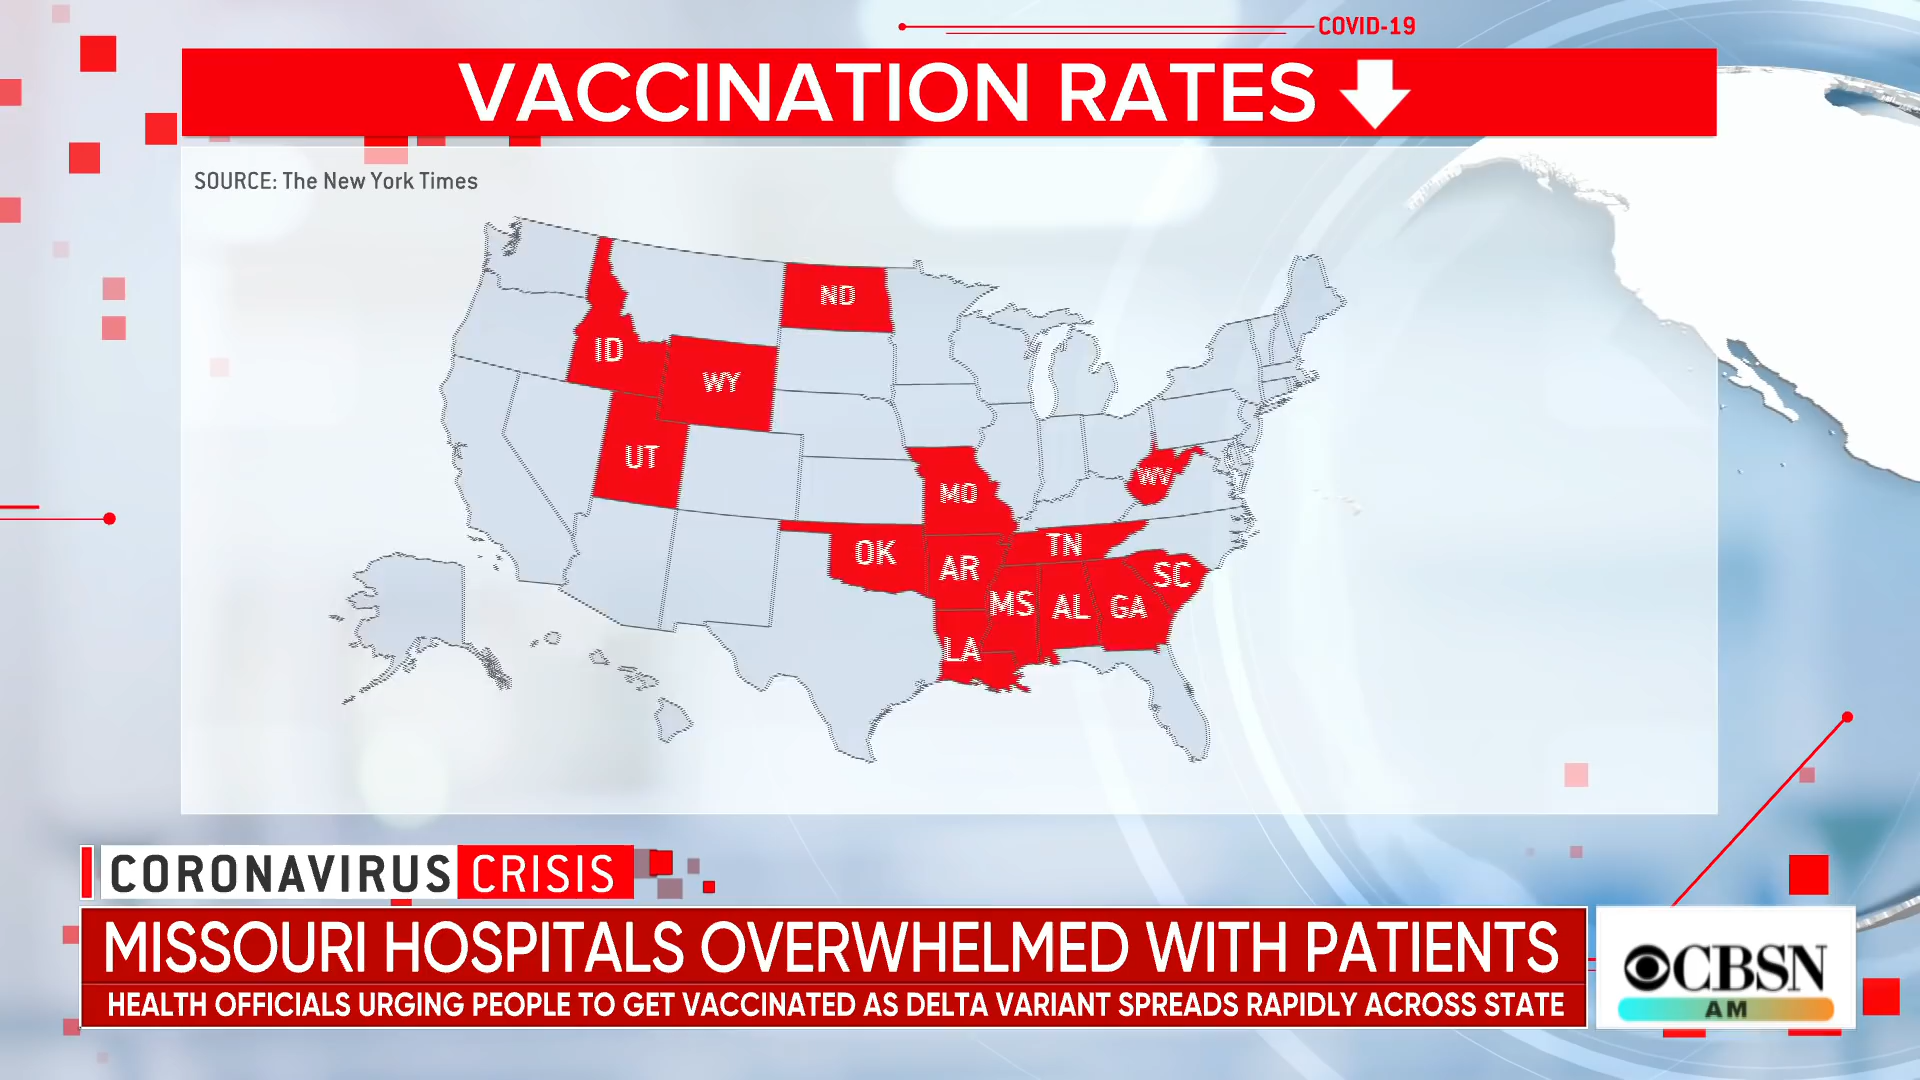 COVID-19
VACCINATION RATES
SOURCE: The New York Times
ND
ID
WY
UT
MO
WV
OK
AR
TN
SC
MS
AL
GA
LA
CORONAVIRUS CRISIS
MISSOURI HOSPITALS OVERWHELMED WITH PATIENTS
HEALTH OFFICIALS URGING PEOPLE TO GET VACCINATED AS DELTA VARIANT SPREADS RAPIDLY ACROSS STATE
CBSN
AM